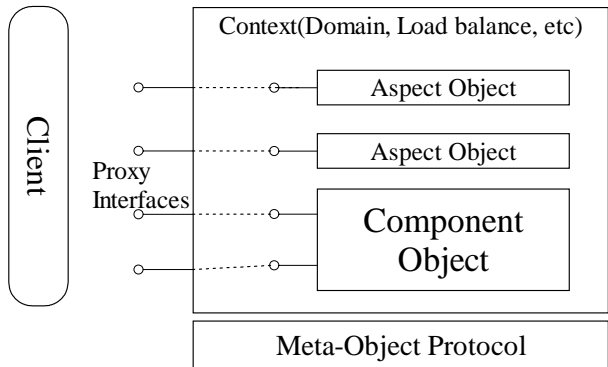 Client
Context(Domain, Load balance, etc)
Aspect Object
Aspect Object
Proxy
Interfaces
Component
Object
Meta-Object Protocol